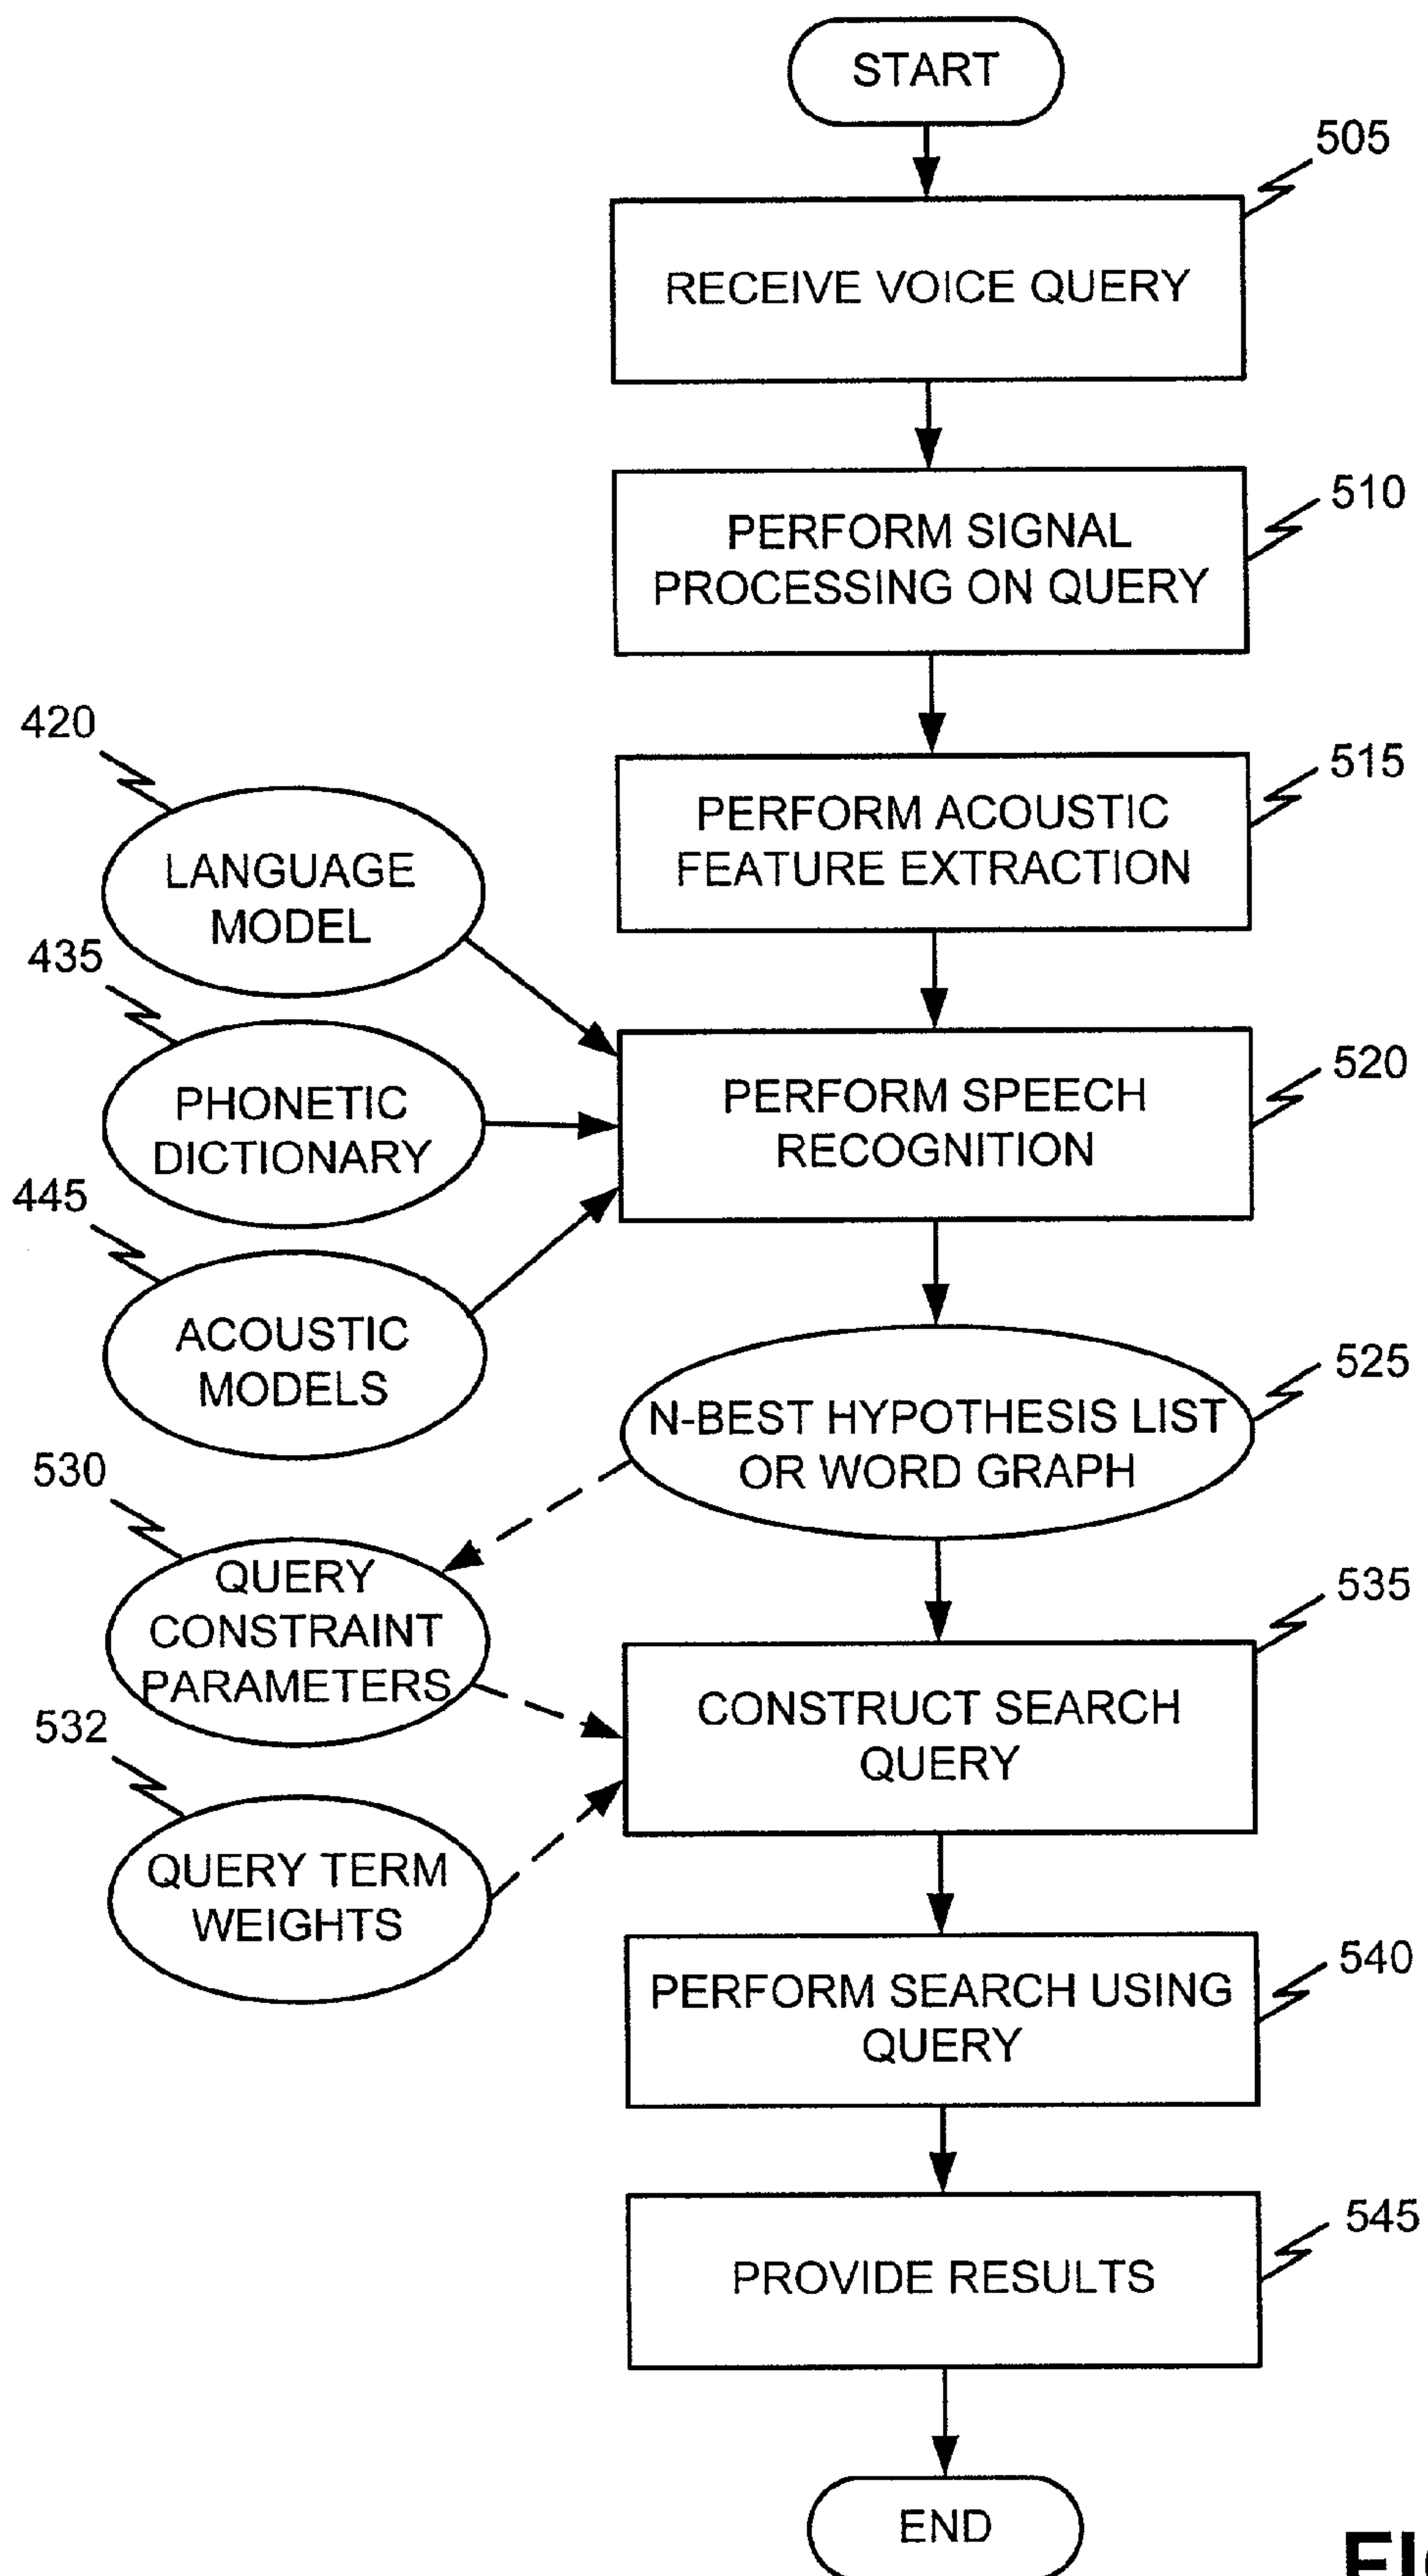 START
505
RECEIVE VOICE QUERY
510
PERFORM SIGNAL
PROCESSING ON QUERY
420
515
PERFORM ACOUSTIC
FEATURE EXTRACTION
LANGUAGE
MODEL
435
520
PERFORM SPEECH
RECOGNITION
PHONETIC
DICTIONARY
445
ACOUSTIC
MODELS
525
N-BEST HYPOTHESIS LIST
OR WORD GRAPH
530
QUERY
CONSTRAINT
PARAMETERS
535
CONSTRUCT SEARCH
QUERY
532
QUERY TERM
WEIGHTS
540
PERFORM SEARCH USING
QUERY
545
PROVIDE RESULTS
END